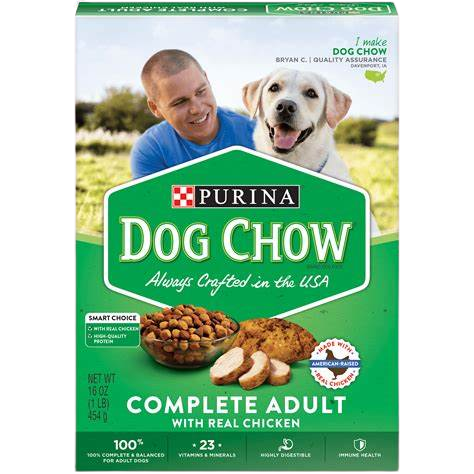 I make
DOG CHOW
BRYAN C. | QUALITY ASSURANCE
DAVENPORT, IA
PURINA
DOG CHOW
Always Crafted in the USA
SMART CHOICE
WITH REAL CHICKEN
HIGH-QUALITY
PROTEIN
MADE WITH
AMERICAN-RAISED
REAL CHICKEN
NET WT
16 OZ
(1 LB)
454 g
COMPLETE ADULT
WITH REAL CHICKEN
100%
100% COMPLETE & BALANCED
FOR ADULT DOGS
23
VITAMINS & MINERALS
HIGHLY DIGESTIBLE
IMMUNE HEALTH